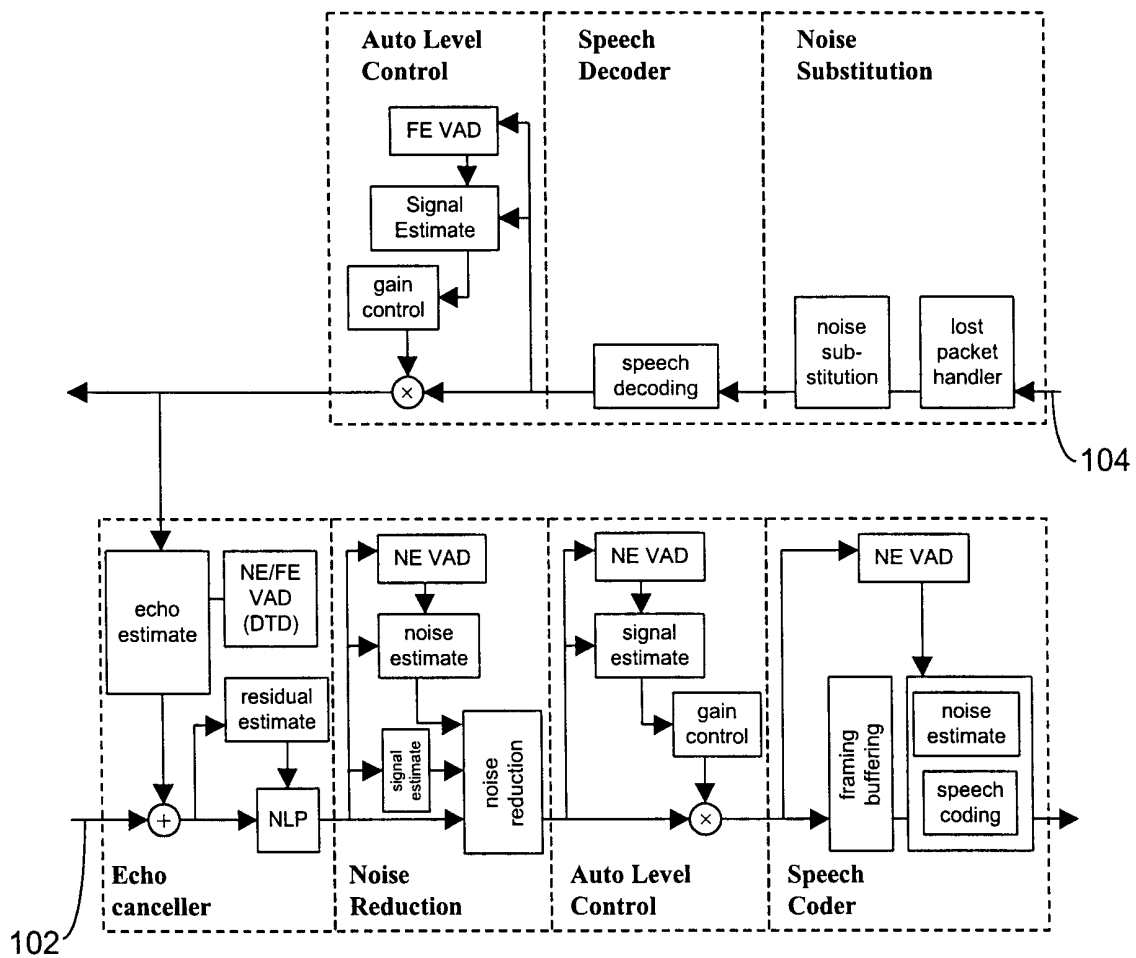 Auto Level
Control
Speech
Decoder
Noise
Substitution
FE VAD
Signal
Estimate
gain
control
×
speech
decoding
noise
sub-
stitution
lost
packet
handler
104
echo
estimate
NE/FE
VAD
(DTD)
residual
estimate
+
NLP
Echo
canceller
102
NE VAD
noise
estimate
signal
estimate
noise
reduction
Noise
Reduction
NE VAD
signal
estimate
gain
control
×
Auto Level
Control
NE VAD
framing
buffering
noise
estimate
speech
coding
Speech
Coder